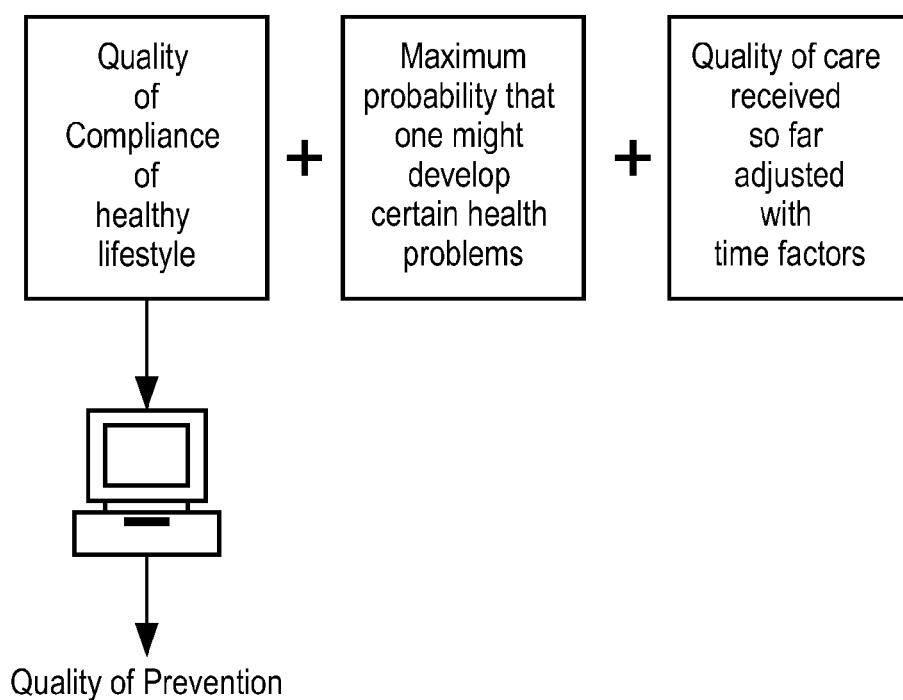 Quality
of
Compliance
of
healthy
lifestyle
+
Maximum
probability that
one might
develop
certain health
problems
+
Quality of care
received
so far
adjusted
with
time factors
Quality of Prevention